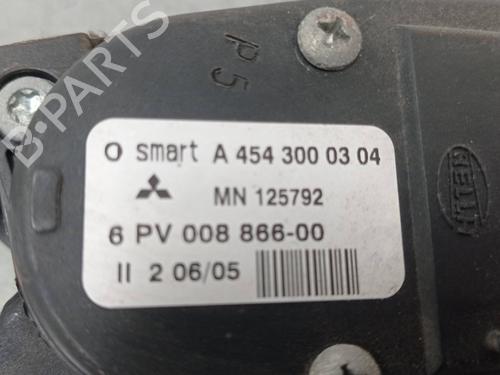 B-PARTS
P5
smart A 454 300 03 04
MN 125792
6 PV 008 866-00
II 2 06/05
HELLA